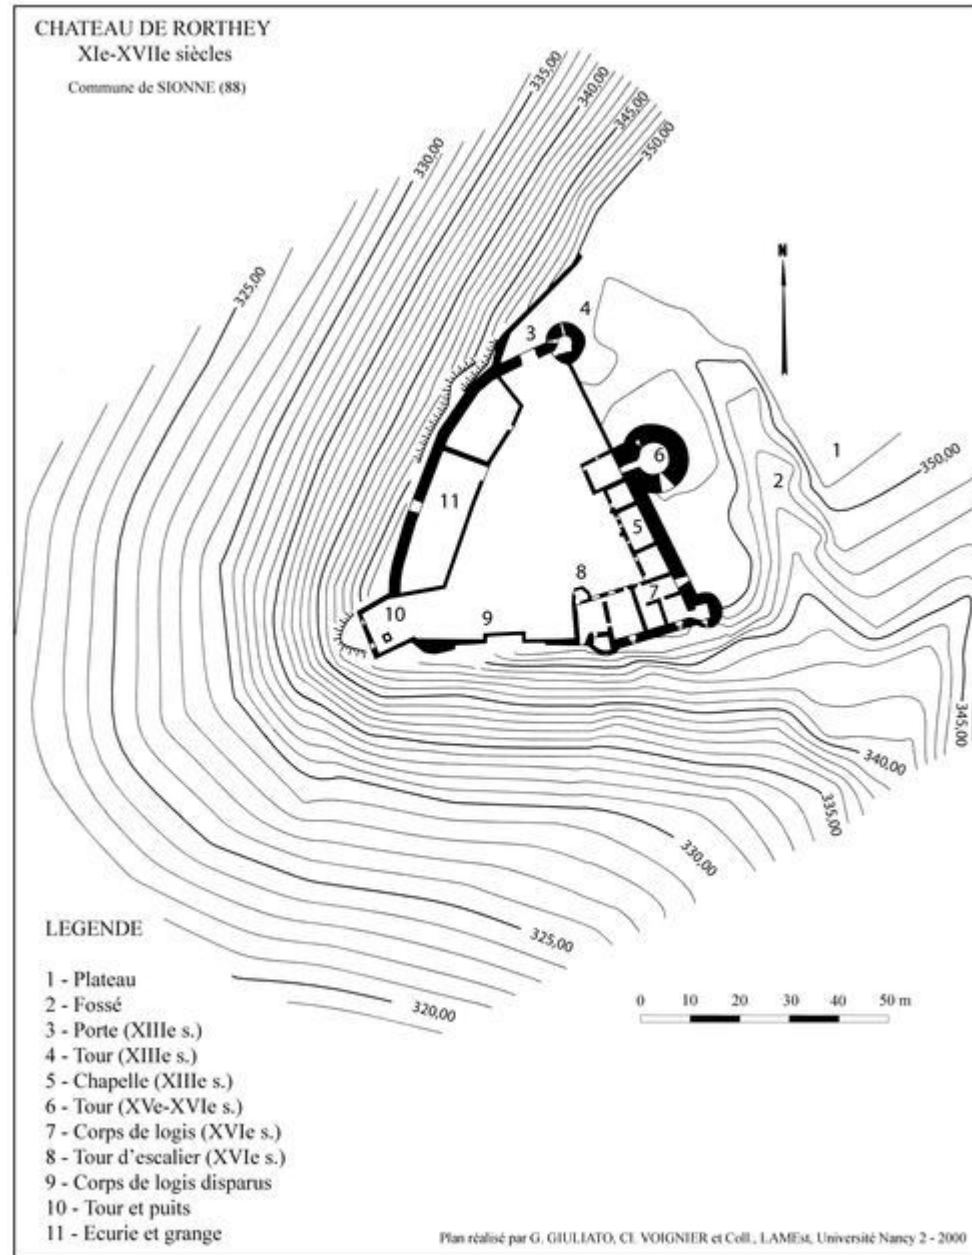 CHATEAU DE RORTHEY
XIe-XVIIe siècles
Commune de SIONNE (88)
335,00
340,00
345,00
350,00
330,00
325,00
N
4
3
1
350,00
6
2
11
5
8
7
10
9
345,00
340,00
335,00
330,00
325,00
320,00
LEGENDE
1 - Plateau
2 - Fossé
3 - Porte (XIIIe s.)
4 - Tour (XIIIe s.)
5 - Chapelle (XIIIe s.)
6 - Tour (XVe-XVIe s.)
7 - Corps de logis (XVIe s.)
8 - Tour d'escalier (XVIe s.)
9 - Corps de logis disparus
10 - Tour et puits
11 - Ecurie et grange
0 10 20 30 40 50 m
Plan réalisé par G. GIULIATO, Cl. VOIGNIER et Coll., LAMEst, Université Nancy 2 - 2000